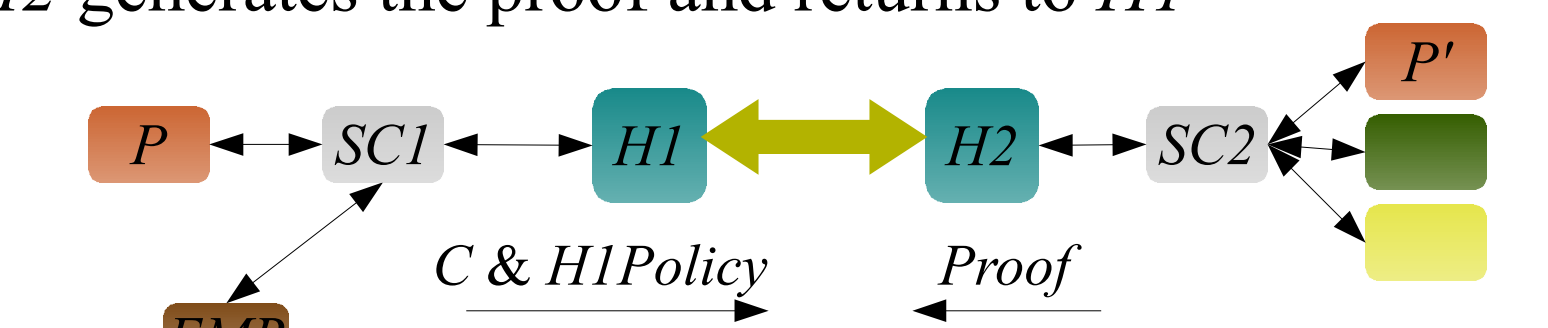 H2 generates the proof and returns to H1
P'
P
SC1
H1
H2
SC2
C & H1Policy
Proof